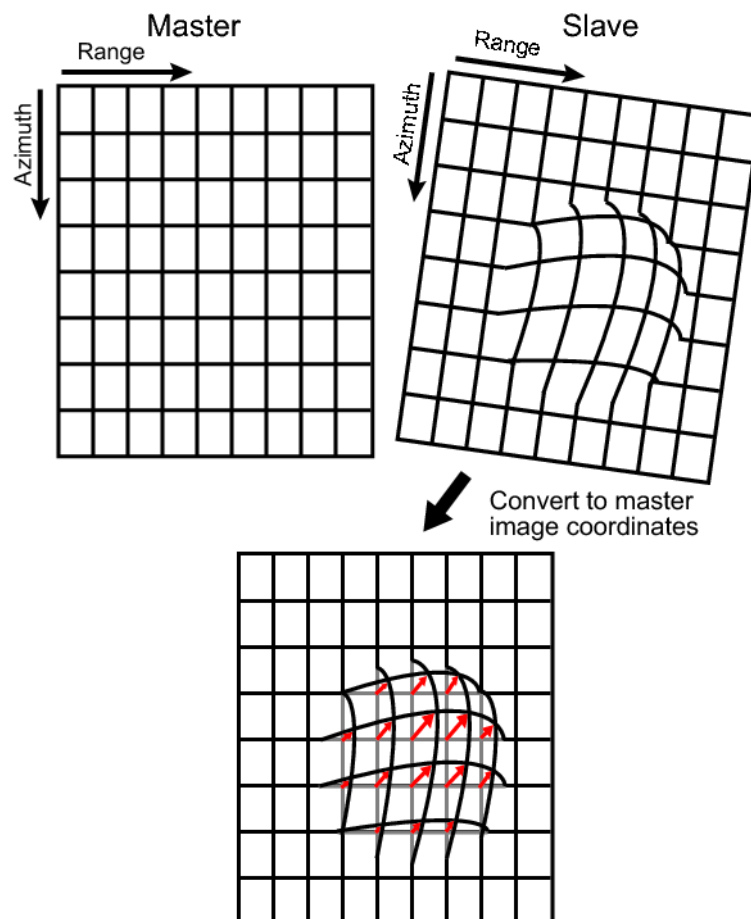 Master
Range
Azimuth
Slave
Range
Azimuth
Convert to master
image coordinates